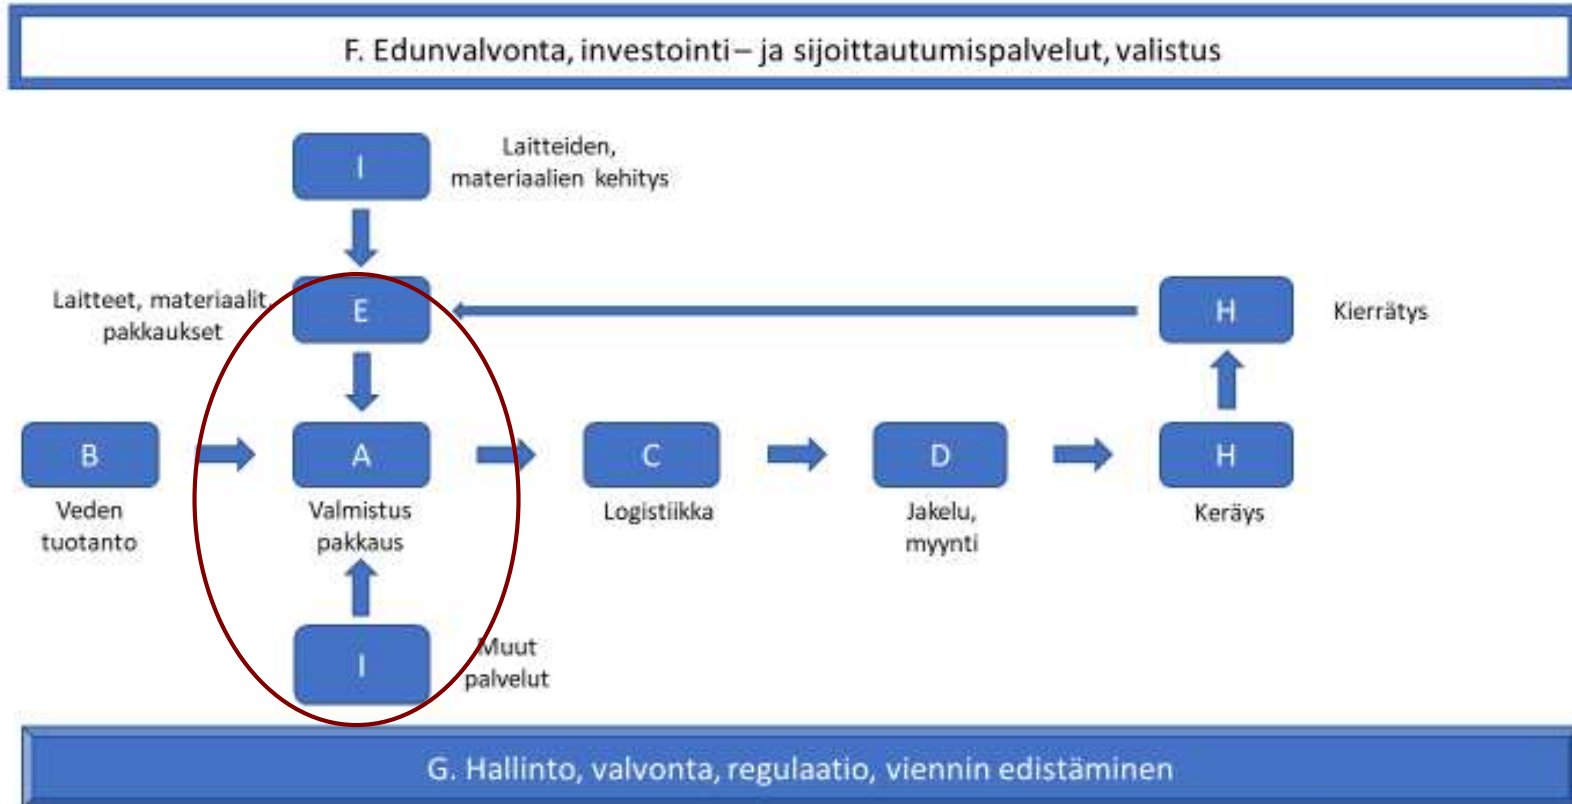 F. Edunvalvonta, investointi – ja sijoittautumispalvelut, valistus
I
Laitteiden,
materiaalien kehitys
Laitteet, materiaalit,
pakkaukset
E
H
Kierrätys
B
A
C
D
H
Veden
tuotanto
Valmistus
pakkaus
Logistiikka
Jakelu,
myynti
Keräys
I
Muut
palvelut
G. Hallinto, valvonta, regulaatio, viennin edistäminen